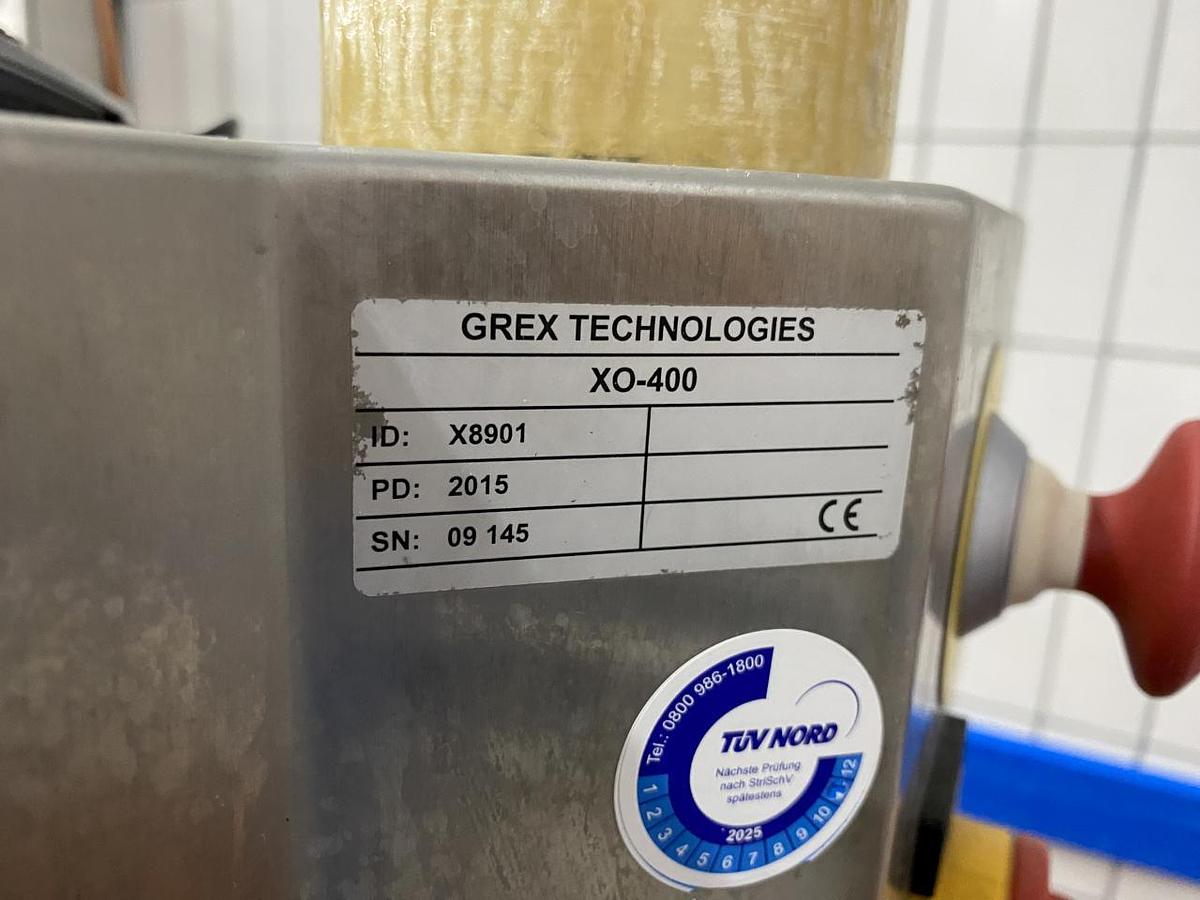 GREX TECHNOLOGIES
XO-400
ID: X8901
PD: 2015
SN: 09 145
CE
Tel.: 0800 986-1800
TÜV NORD
Nächste Prüfung
nach StrlSchV
spätestens
1 2 3 4 5 6 7 8 9 10 11 12
2025